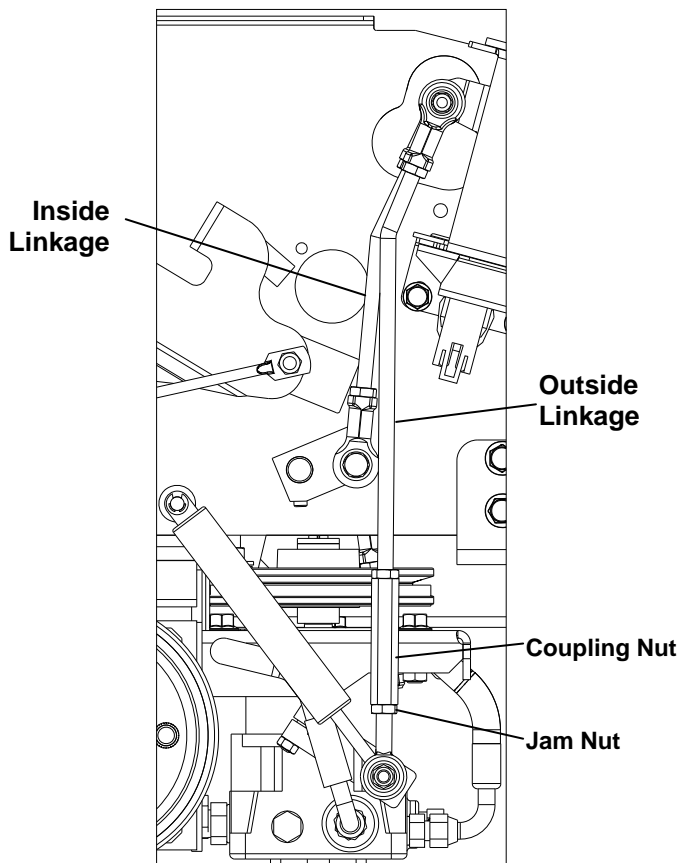 Inside
Linkage
Outside
Linkage
Coupling Nut
Jam Nut